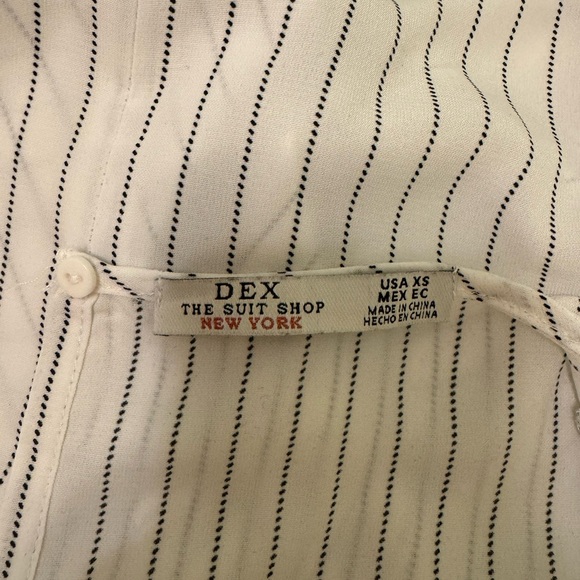 DEX
THE SUIT SHOP
NEW YORK
USA XS
MEX EC
MADE IN CHINA
HECHO EN CHINA